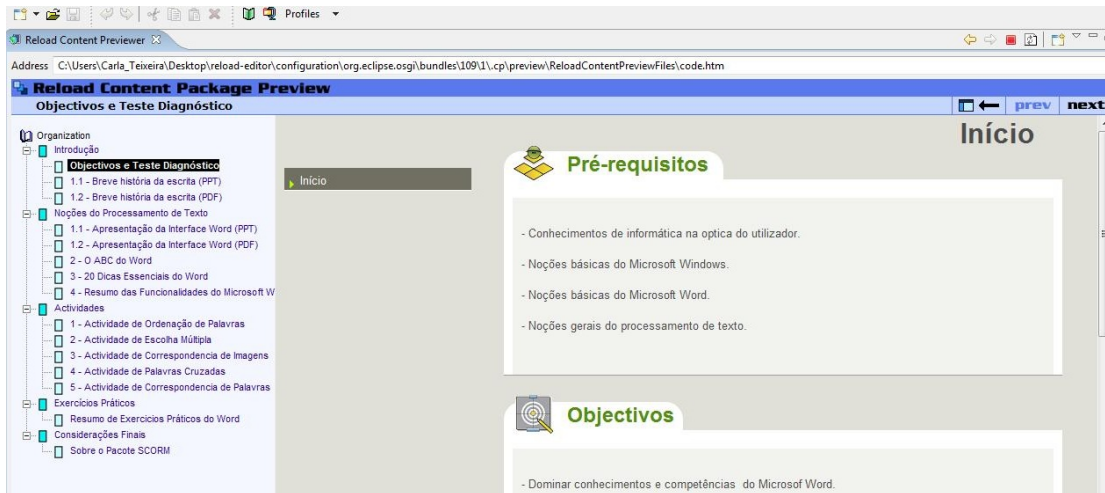 Profiles
Reload Content Previewer
Address C:\Users\Carla_Teixeira\Desktop\reload-editor\configuration\org.eclipse.osgi\bundles\109\1\.cp\preview\ReloadContentPreviewFiles\code.htm
Reload Content Package Preview
Objectivos e Teste Diagnóstico
prev next
Organization
Introdução
Objectivos e Teste Diagnóstico
1.1 - Breve história da escrita (PPT)
1.2 - Breve história da escrita (PDF)
Noções do Processamento de Texto
1.1 - Apresentação da Interface Word (PPT)
1.2 - Apresentação da Interface Word (PDF)
2 - O ABC do Word
3 - 20 Dicas Essenciais do Word
4 - Resumo das Funcionalidades do Microsoft W
Actividades
1 - Actividade de Ordenação de Palavras
2 - Actividade de Escolha Múltipla
3 - Actividade de Correspondencia de Imagens
4 - Actividade de Palavras Cruzadas
5 - Actividade de Correspondencia de Palavras
Exercícios Práticos
Resumo de Exercicios Práticos do Word
Considerações Finais
Sobre o Pacote SCORM
Início
Início
Pré-requisitos
- Conhecimentos de informática na optica do utilizador.
- Noções básicas do Microsoft Windows.
- Noções básicas do Microsoft Word.
- Noções gerais do processamento de texto.
Objectivos
- Dominar conhecimentos e competências do Microsof Word.